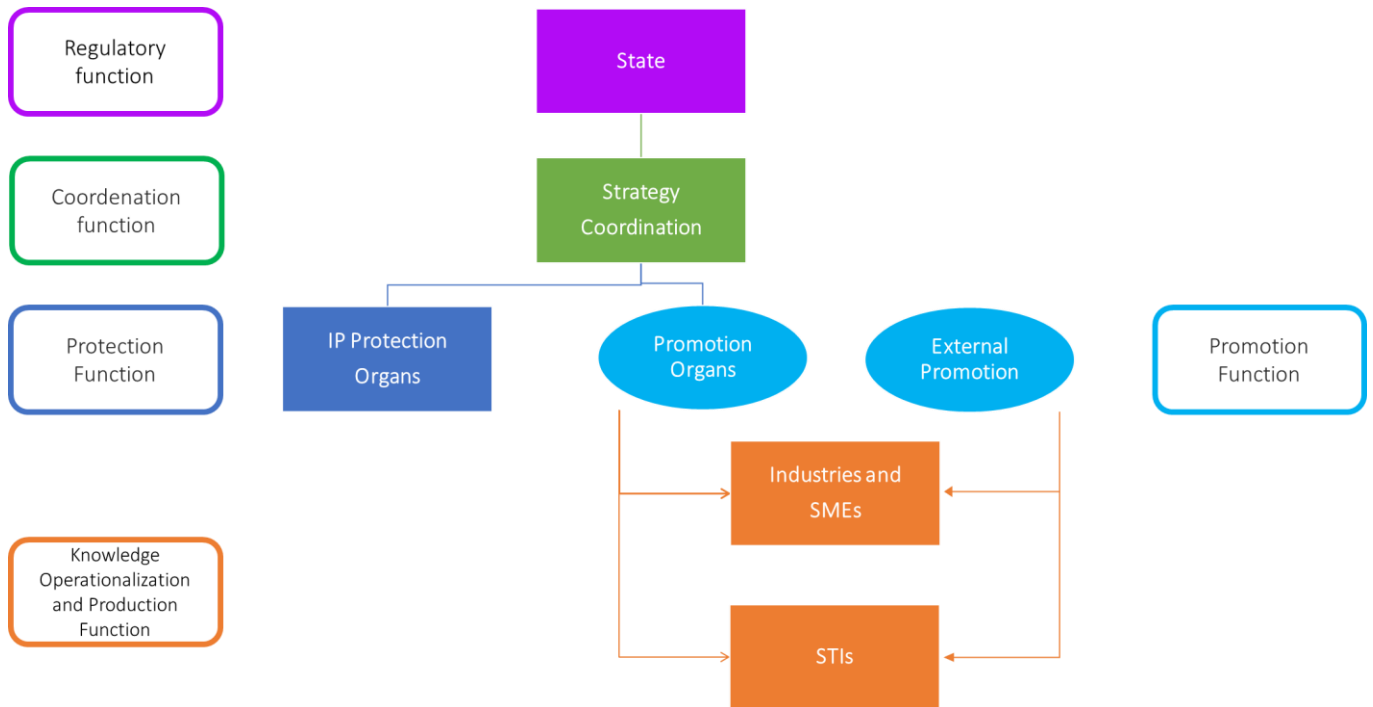 Regulatory
function
State
Coordenation
function
Strategy
Coordination
Protection
Function
IP Protection
Organs
Promotion
Organs
External
Promotion
Promotion
Function
Industries and
SMEs
Knowledge
Operationalization
and Production
Function
STIs